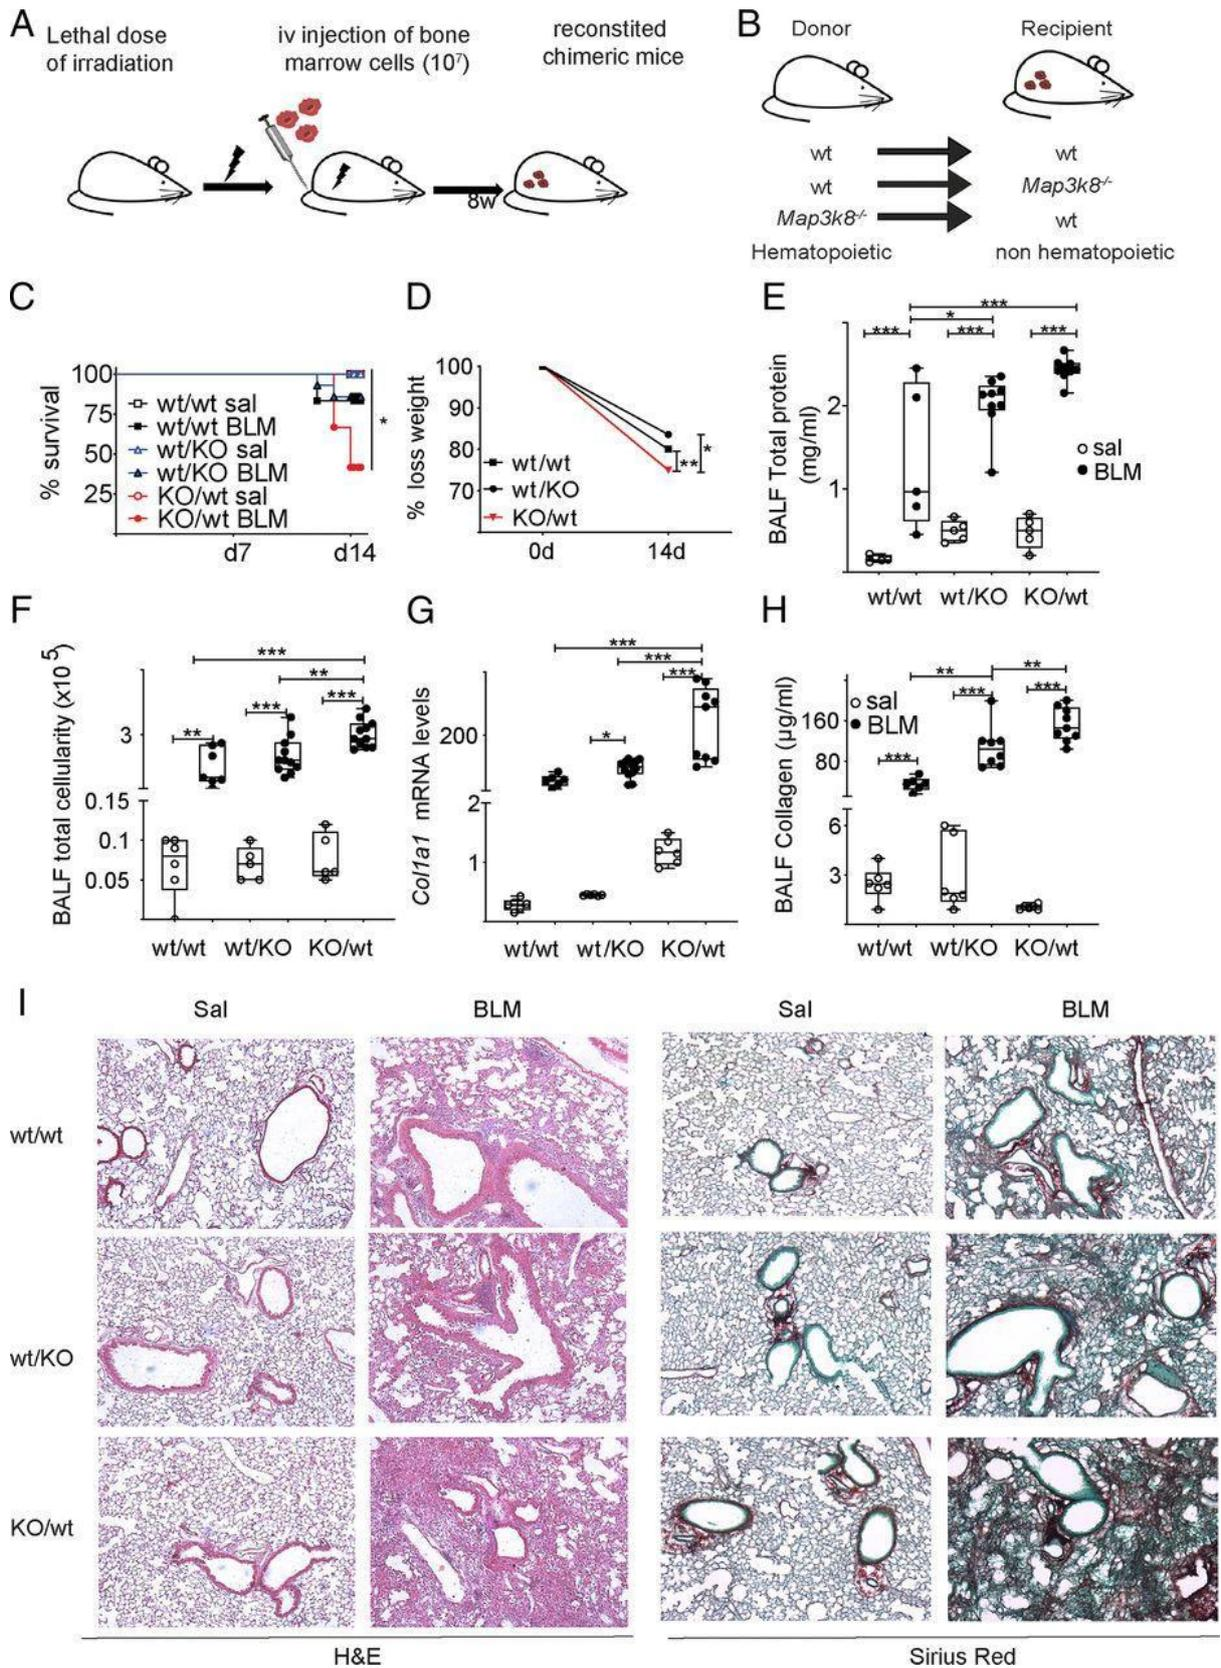 A
Lethal dose
of irradiation
iv injection of bone
marrow cells (10⁷)
reconstited
chimeric mice
8w
B
Donor
Recipient
wt
wt
wt
Map3k8⁻/⁻
Map3k8⁻/⁻
wt
Hematopoietic
non hematopoietic
C
% survival
100
75
50
25
wt/wt sal
wt/wt BLM
wt/KO sal
wt/KO BLM
KO/wt sal
KO/wt BLM
*
d7
d14
D
% loss weight
100
90
80
70
wt/wt
wt/KO
KO/wt
**
*
0d
14d
E
BALF Total protein
(mg/ml)
2
1
***
*
***
***
***
sal
BLM
wt/wt
wt/KO
KO/wt
F
BALF total cellularity (x10⁵)
3
0.15
0.1
0.05
***
**
**
***
***
wt/wt
wt/KO
KO/wt
G
Col1a1 mRNA levels
200
2
1
***
***
***
*
wt/wt
wt/KO
KO/wt
H
BALF Collagen (µg/ml)
sal
BLM
160
80
6
3
**
**
***
***
***
wt/wt
wt/KO
KO/wt
I
Sal
BLM
Sal
BLM
wt/wt
wt/KO
KO/wt
H&E
Sirius Red